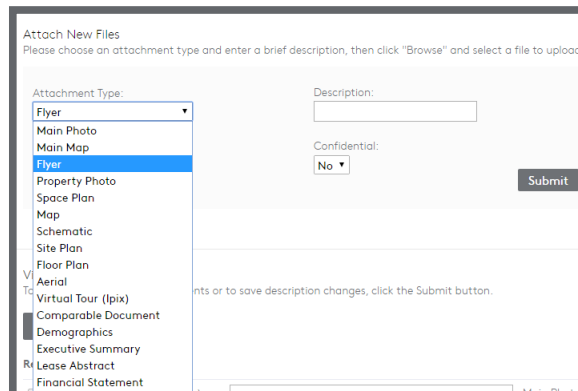 Attach New Files
Please choose an attachment type and enter a brief description, then click "Browse" and select a file to upload
Attachment Type:
Description:
Flyer
Main Photo
Main Map
Confidential:
Flyer
No
Property Photo
Submit
Space Plan
Map
Schematic
Site Plan
Floor Plan
Aerial
Virtual Tour (Ipix)
nts or to save description changes, click the Submit button.
Comparable Document
Demographics
Executive Summary
Lease Abstract
Financial Statement